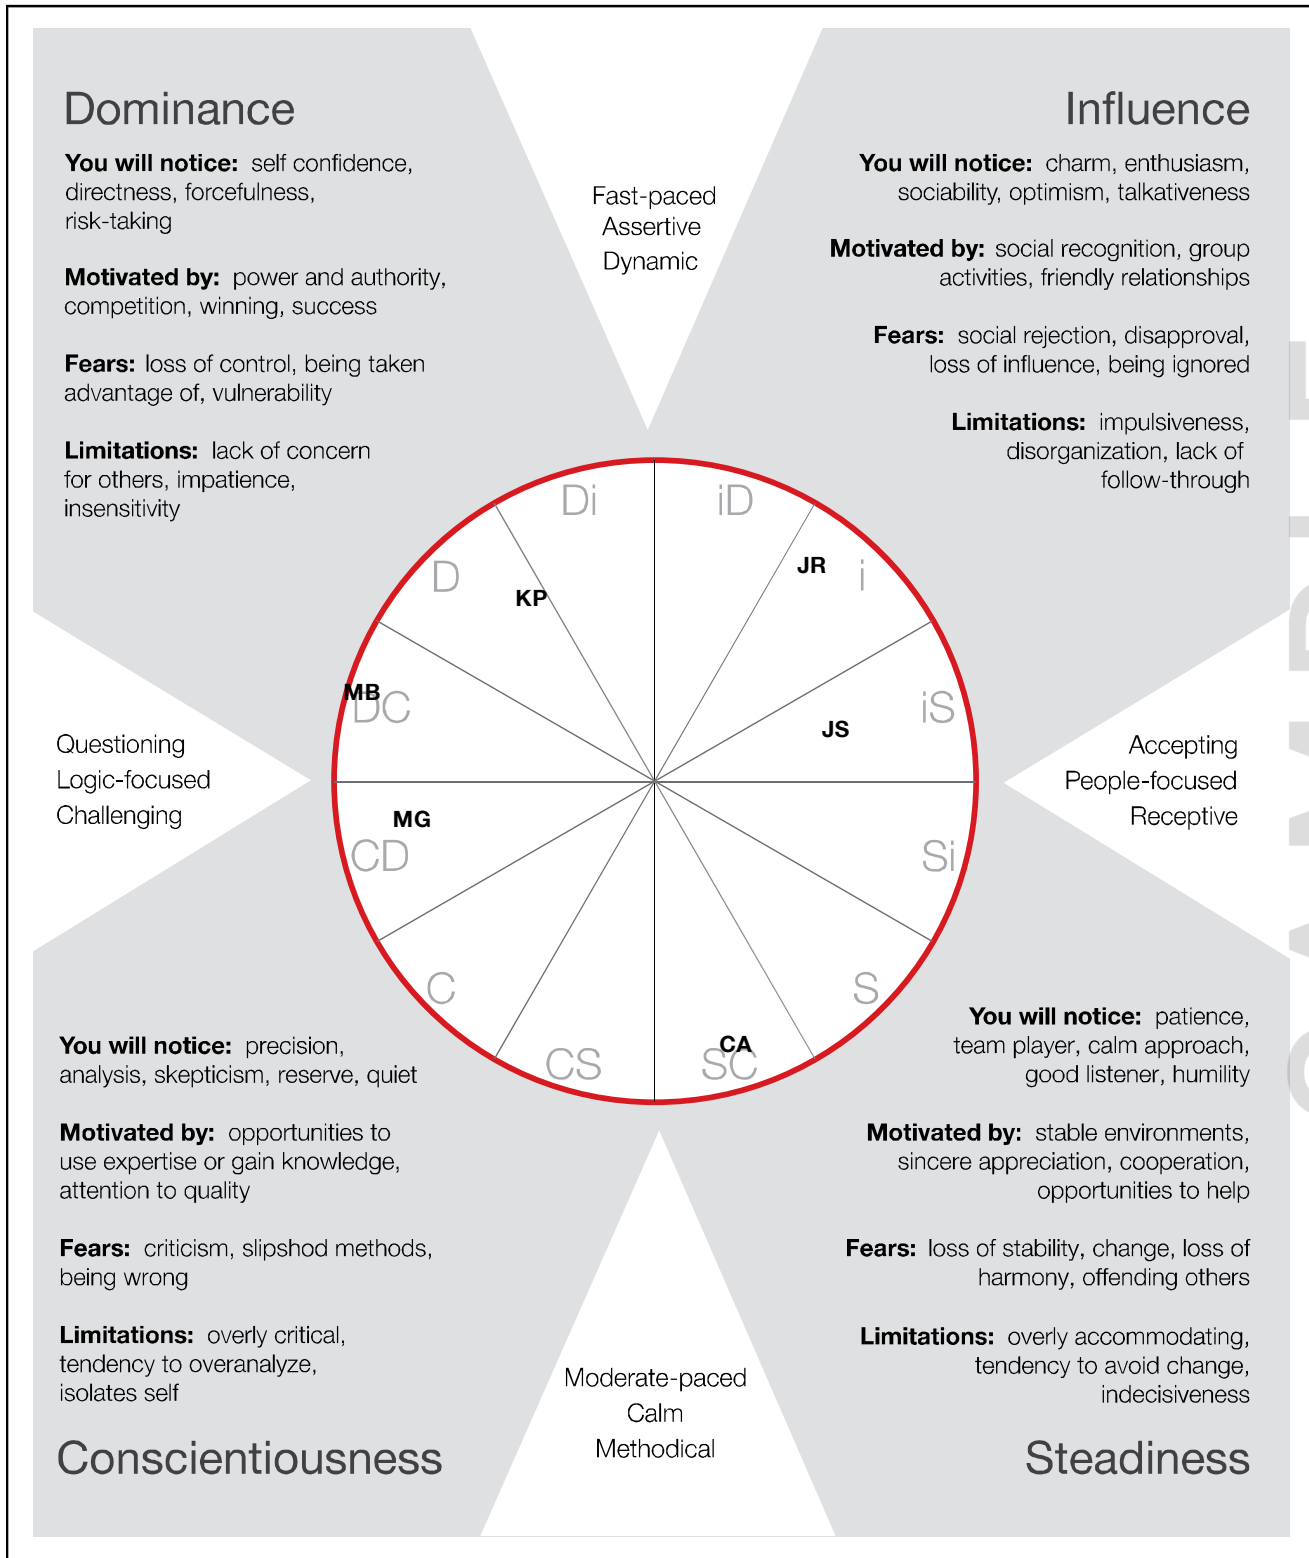 Dominance
You will notice: self confidence,
directness, forcefulness,
risk-taking
Motivated by: power and authority,
competition, winning, success
Fears: loss of control, being taken
advantage of, vulnerability
Limitations: lack of concern
for others, impatience,
insensitivity
Fast-paced
Assertive
Dynamic
Influence
You will notice: charm, enthusiasm,
sociability, optimism, talkativeness
Motivated by: social recognition, group
activities, friendly relationships
Fears: social rejection, disapproval,
loss of influence, being ignored
Limitations: impulsiveness,
disorganization, lack of
follow-through
Di
iD
D
KP
JR
i
MB
DC
JS
iS
MG
CD
Si
C
S
CS
CA
SC
Questioning
Logic-focused
Challenging
Accepting
People-focused
Receptive
You will notice: precision,
analysis, skepticism, reserve, quiet
Motivated by: opportunities to
use expertise or gain knowledge,
attention to quality
Fears: criticism, slipshod methods,
being wrong
Limitations: overly critical,
tendency to overanalyze,
isolates self
Conscientiousness
Moderate-paced
Calm
Methodical
You will notice: patience,
team player, calm approach,
good listener, humility
Motivated by: stable environments,
sincere appreciation, cooperation,
opportunities to help
Fears: loss of stability, change, loss of
harmony, offending others
Limitations: overly accommodating,
tendency to avoid change,
indecisiveness
Steadiness